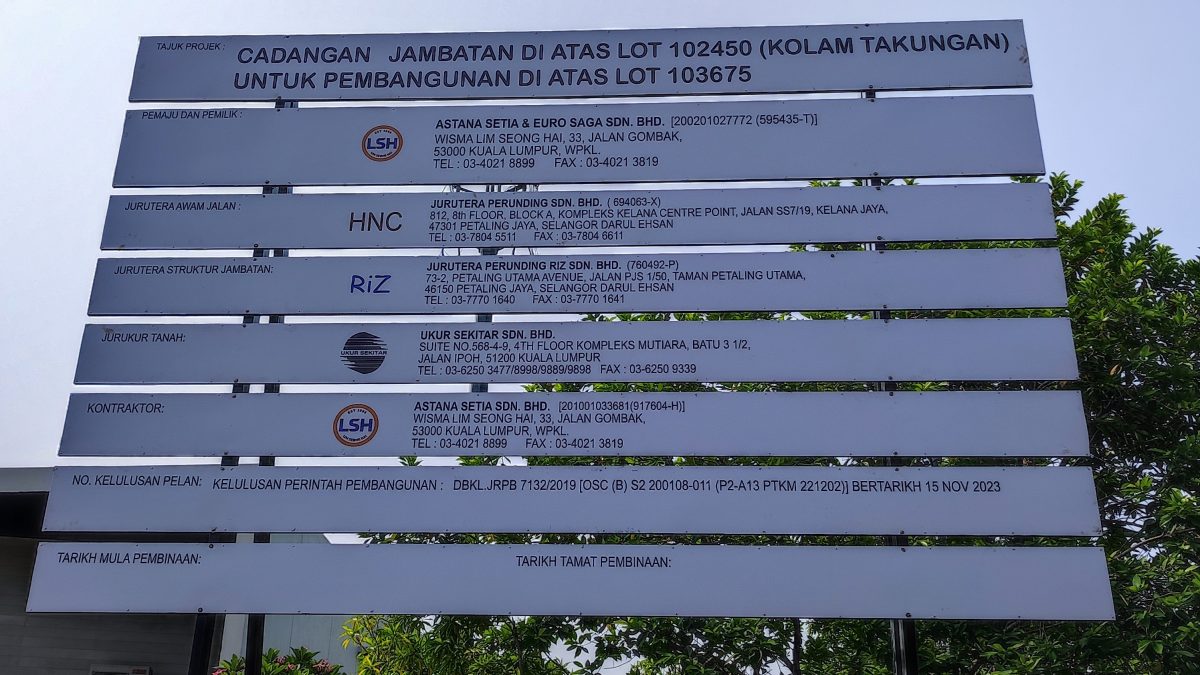 TAJUK PROJEK : CADANGAN JAMBATAN DI ATAS LOT 102450 (KOLAM TAKUNGAN)
UNTUK PEMBANGUNAN DI ATAS LOT 103675
PEMAJU DAN PEMILIK :
LSH
ASTANA SETIA & EURO SAGA SDN. BHD. [200201027772 (595435-T)]
WISMA LIM SEONG HAI, 33, JALAN GOMBAK,
53000 KUALA LUMPUR, WPKL.
TEL : 03-4021 8899 FAX : 03-4021 3819
JURUTERA AWAM JALAN :
HNC
JURUTERA PERUNDING SDN. BHD. ( 694063-X)
812, 8th FLOOR, BLOCK A, KOMPLEKS KELANA CENTRE POINT, JALAN SS7/19, KELANA JAYA,
47301 PETALING JAYA, SELANGOR DARUL EHSAN
TEL : 03-7804 5511 FAX : 03-7804 6611
JURUTERA STRUKTUR JAMBATAN:
RiZ
JURUTERA PERUNDING RIZ SDN. BHD. (760492-P)
73-2, PETALING UTAMA AVENUE, JALAN PJS 1/50, TAMAN PETALING UTAMA,
46150 PETALING JAYA, SELANGOR DARUL EHSAN
TEL : 03-7770 1640 FAX : 03-7770 1641
JURUKUR TANAH:
UKUR SEKITAR
UKUR SEKITAR SDN. BHD.
SUITE NO.568-4-9, 4TH FLOOR KOMPLEKS MUTIARA, BATU 3 1/2,
JALAN IPOH, 51200 KUALA LUMPUR
TEL : 03-6250 3477/8998/9889/9898 FAX : 03-6250 9339
KONTRAKTOR:
LSH
ASTANA SETIA SDN. BHD. [201001033681(917604-H)]
WISMA LIM SEONG HAI, 33, JALAN GOMBAK,
53000 KUALA LUMPUR, WPKL.
TEL : 03-4021 8899 FAX : 03-4021 3819
NO. KELULUSAN PELAN: KELULUSAN PERINTAH PEMBANGUNAN : DBKL.JRPB 7132/2019 [OSC (B) S2 200108-011 (P2-A13 PTKM 221202)] BERTARIKH 15 NOV 2023
TARIKH MULA PEMBINAAN: TARIKH TAMAT PEMBINAAN: